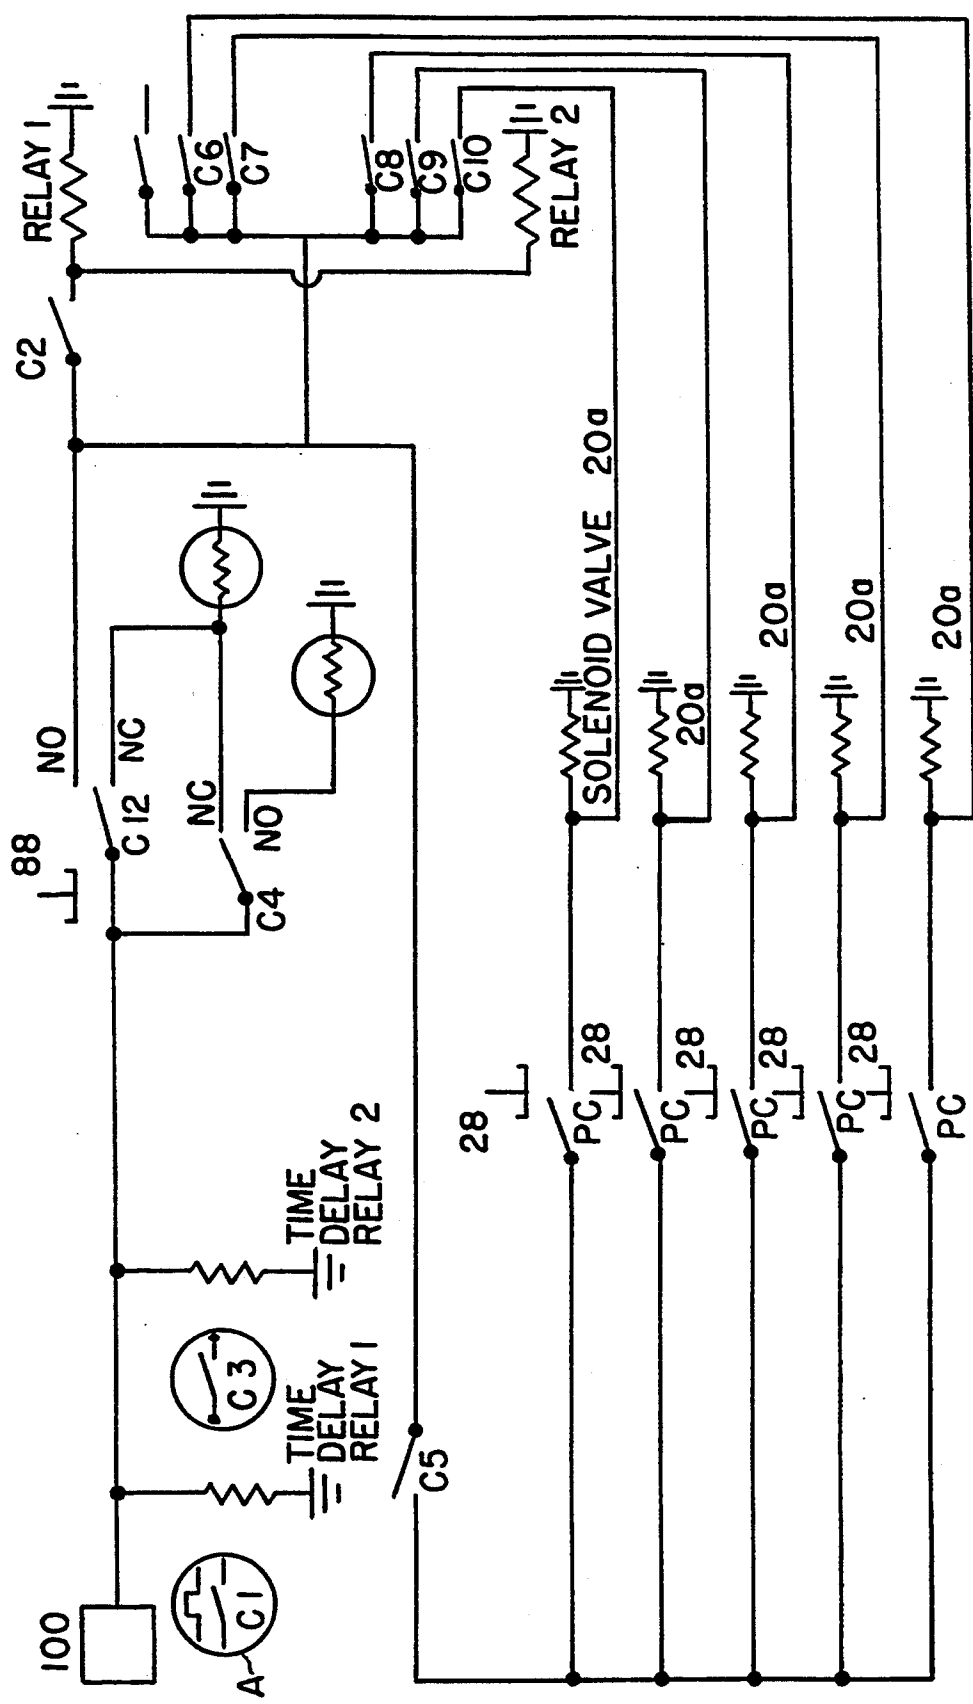 RELAY 1
C6
C7
C8
C9
C10
RELAY 2
C2
NO
NC
C12
88
NC
NO
C4
SOLENOID VALVE 20a
20a
20a
20a
20a
28
PC
28
PC
28
PC
28
PC
28
PC
TIME
DELAY
RELAY 2
C3
TIME
DELAY
RELAY 1
C5
100
C1
A